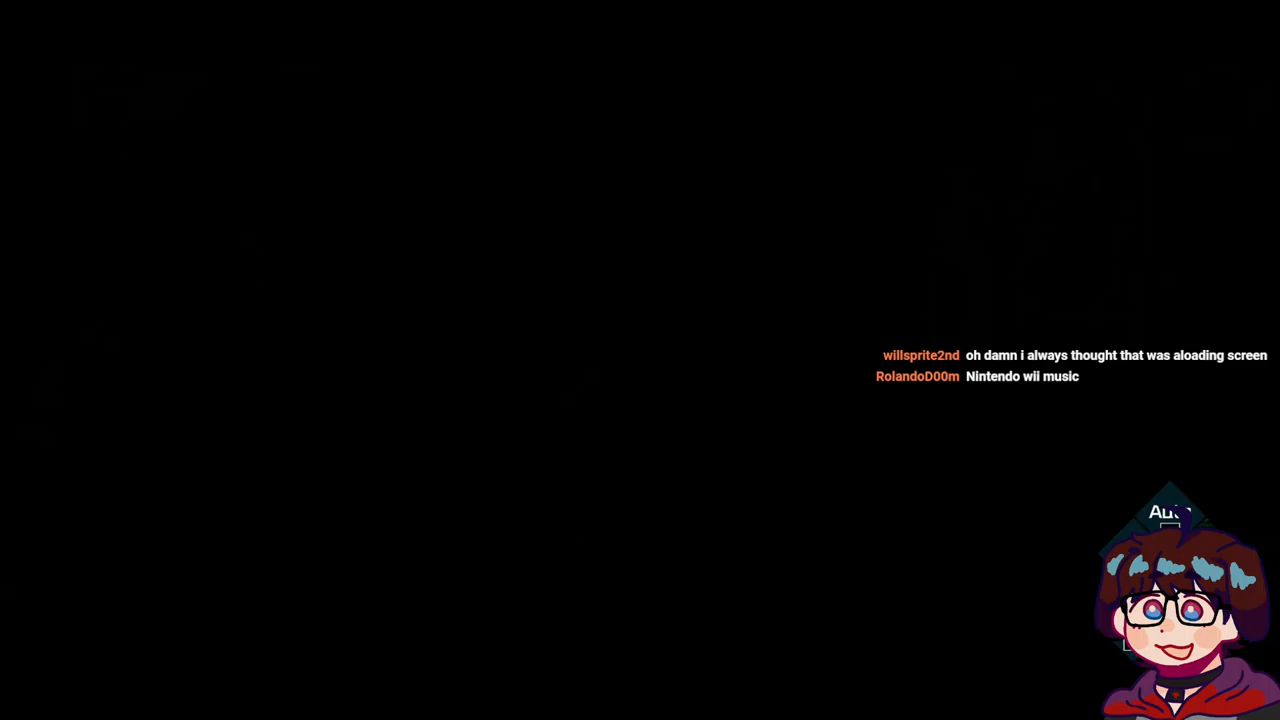 willsprite2nd oh damn i always thought that was aloading screen
RolandoD00m Nintendo wii music